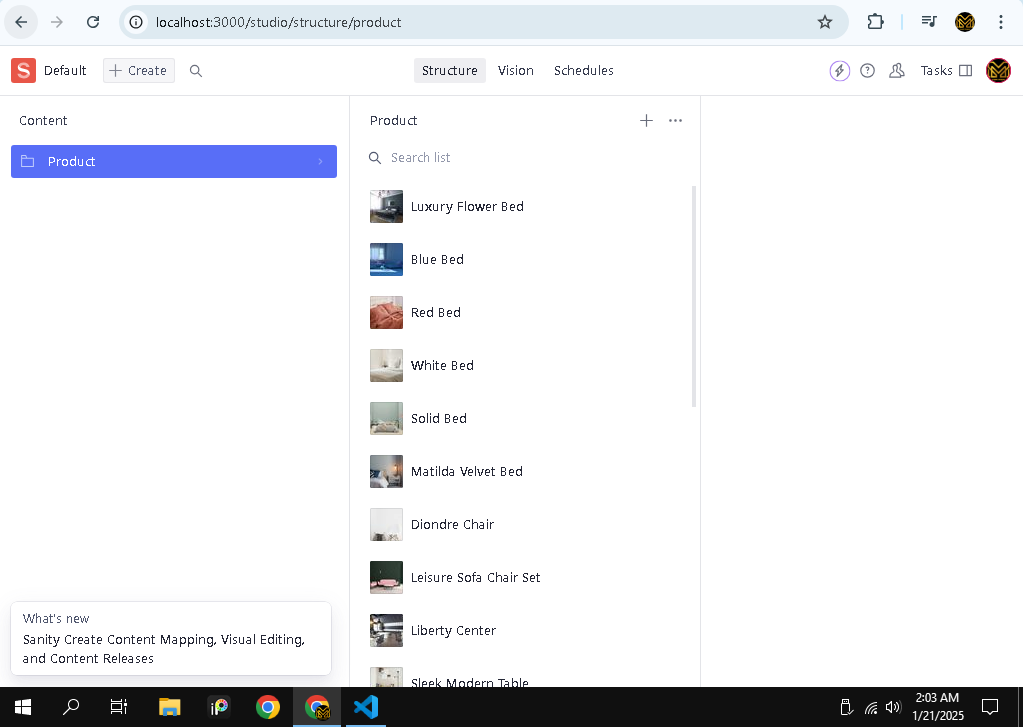 localhost:3000/studio/structure/product
S Default + Create Structure Vision Schedules Tasks
Content
Product
Product
Search list
Luxury Flower Bed
Blue Bed
Red Bed
White Bed
Solid Bed
Matilda Velvet Bed
Diondre Chair
Leisure Sofa Chair Set
Liberty Center
Sleek Modern Table
What's new
Sanity Create Content Mapping, Visual Editing,
and Content Releases
2:03 AM
1/21/2025